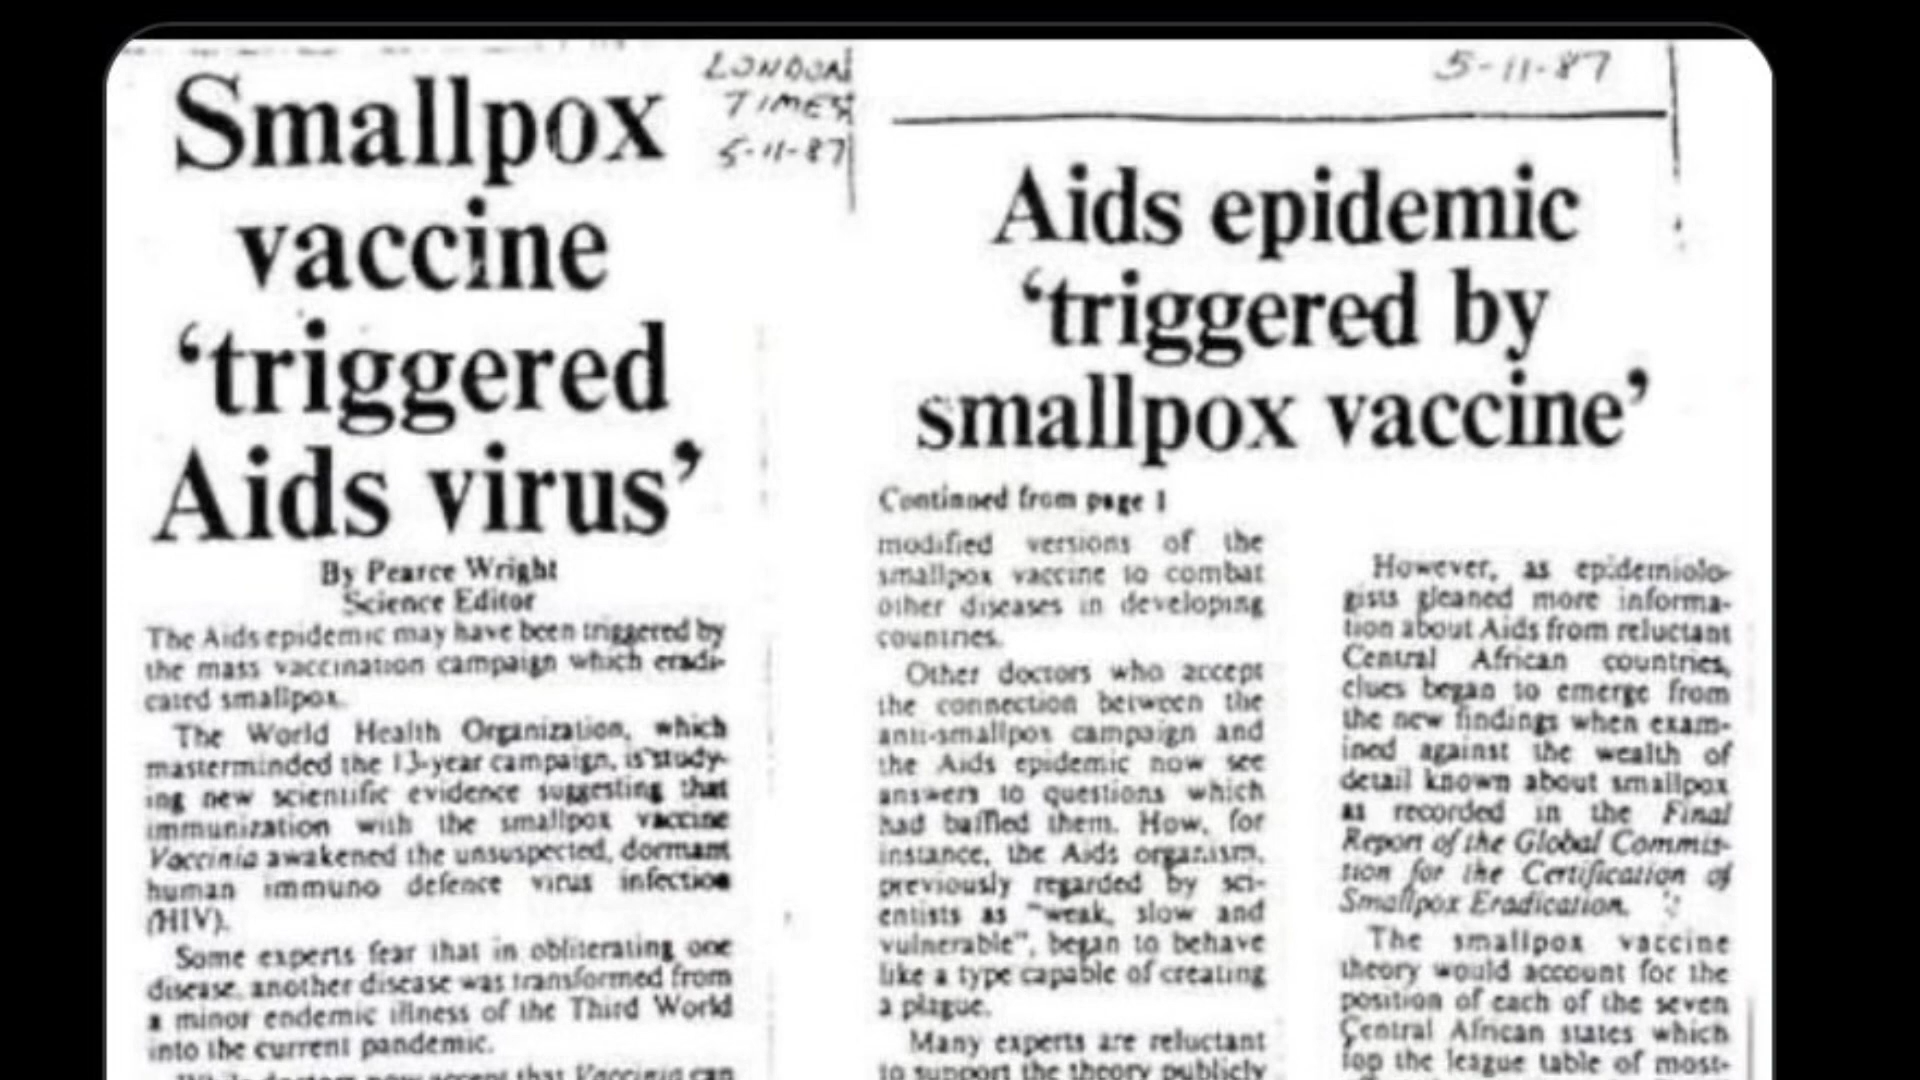 Smallpox
vaccine
‘triggered
Aids virus’
LONDON
TIMES
5-11-87
By Pearce Wright
Science Editor
The Aids epidemic may have been triggered by
the mass vaccination campaign which eradi-
cated smallpox.
The World Health Organization, which
masterminded the 13-year campaign, is study-
ing new scientific evidence suggesting that
immunization with the smallpox vaccine
Vaccinia awakened the unsuspected, dormant
human immuno defence virus infection
(HIV).
Some experts fear that in obliterating one
disease, another disease was transformed from
a minor endemic illness of the Third World
into the current pandemic.
While doctors now accept that Vaccinia can
5-11-87
Aids epidemic
‘triggered by
smallpox vaccine’
Continued from page 1
modified versions of the
smallpox vaccine to combat
other diseases in developing
countries.
Other doctors who accept
the connection between the
anti-smallpox campaign and
the Aids epidemic now see
answers to questions which
had baffled them. How, for
instance, the Aids organism,
previously regarded by sci-
entists as "weak, slow and
vulnerable", began to behave
like a type capable of creating
a plague.
Many experts are reluctant
to support the theory publicly
However, as epidemiolo-
gists gleaned more informa-
tion about Aids from reluctant
Central African countries,
clues began to emerge from
the new findings when exam-
ined against the wealth of
detail known about smallpox
as recorded in the Final
Report of the Global Commis-
sion for the Certification of
Smallpox Eradication.
The smallpox vaccine
theory would account for the
position of each of the seven
Central African states which
top the league table of most-